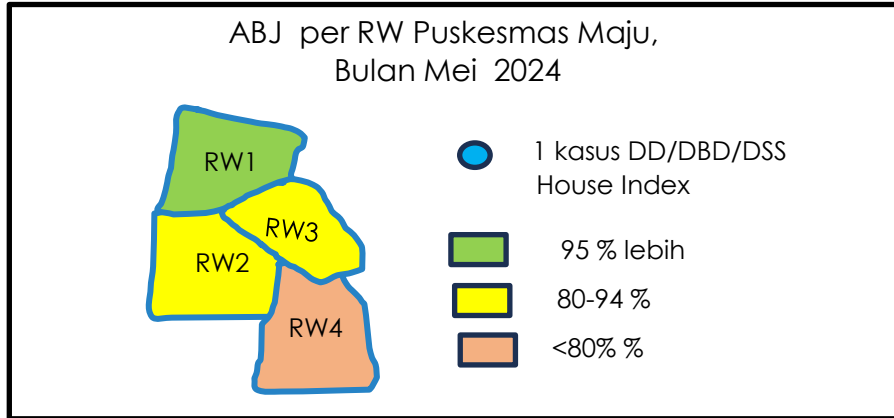 ABJ per RW Puskesmas Maju,
Bulan Mei 2024
RW1
RW3
RW2
RW4
1 kasus DD/DBD/DSS
House Index
95 % lebih
80-94 %
<80% %